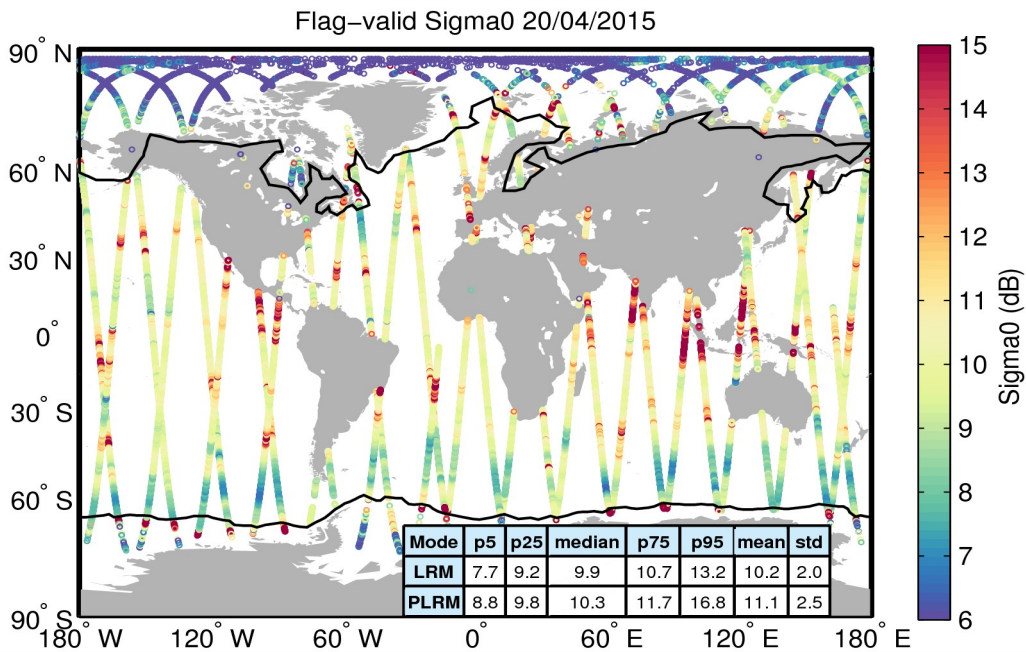 Flag−valid Sigma0 20/04/2015
90° N
60° N
30° N
0°
30° S
60° S
90° S
180° W
120° W
60° W
0°
60° E
120° E
180° E
15
14
13
12
11
10
9
8
7
6
Sigma0 (dB)
Mode p5 p25 median p75 p95 mean std
LRM 7.7 9.2 9.9 10.7 13.2 10.2 2.0
PLRM 8.8 9.8 10.3 11.7 16.8 11.1 2.5